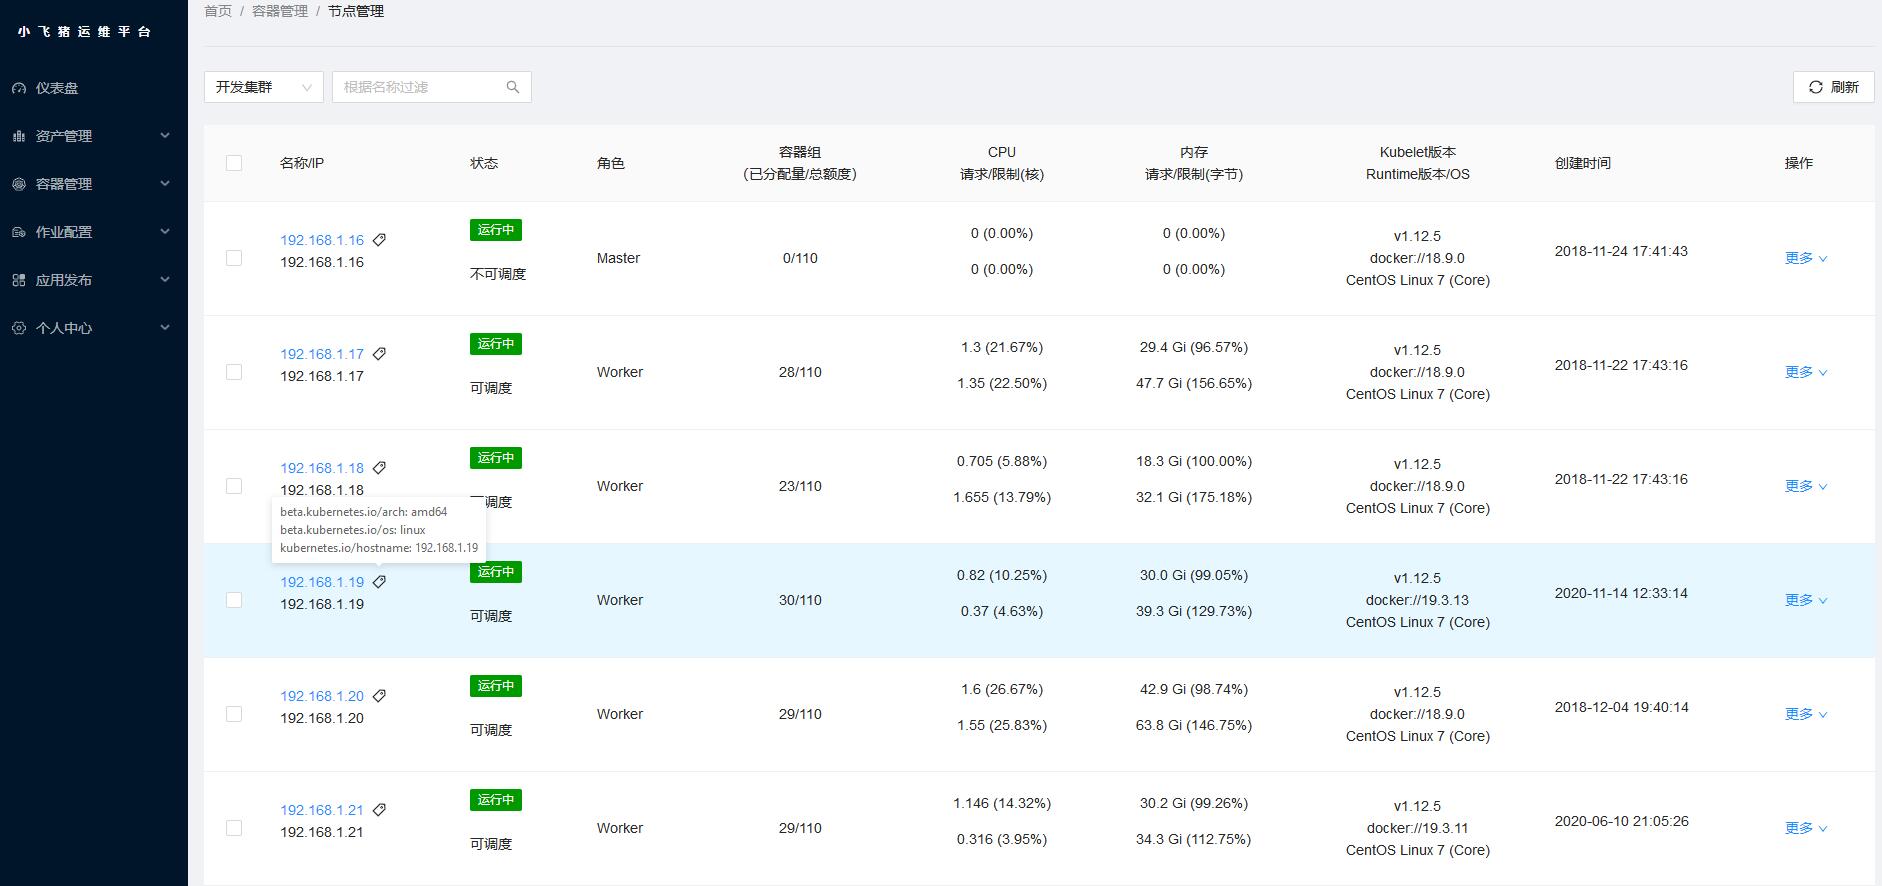 首页 / 容器管理 / 节点管理
小飞猪运维平台
仪表盘
资产管理
容器管理
作业配置
应用发布
个人中心
开发集群
根据名称过滤
刷新
名称/IP
状态
角色
容器组
(已分配量/总额度)
CPU
请求/限制(核)
内存
请求/限制(字节)
Kubelet版本
Runtime版本/OS
创建时间
操作
192.168.1.16
192.168.1.16
运行中
不可调度
Master
0/110
0 (0.00%)
0 (0.00%)
0 (0.00%)
0 (0.00%)
v1.12.5
docker://18.9.0
CentOS Linux 7 (Core)
2018-11-24 17:41:43
更多
192.168.1.17
192.168.1.17
运行中
可调度
Worker
28/110
1.3 (21.67%)
1.35 (22.50%)
29.4 Gi (96.57%)
47.7 Gi (156.65%)
v1.12.5
docker://18.9.0
CentOS Linux 7 (Core)
2018-11-22 17:43:16
更多
192.168.1.18
192.168.1.18
运行中
可调度
Worker
23/110
0.705 (5.88%)
1.655 (13.79%)
18.3 Gi (100.00%)
32.1 Gi (175.18%)
v1.12.5
docker://18.9.0
CentOS Linux 7 (Core)
2018-11-22 17:43:16
更多
beta.kubernetes.io/arch: amd64
beta.kubernetes.io/os: linux
kubernetes.io/hostname: 192.168.1.19
192.168.1.19
192.168.1.19
运行中
可调度
Worker
30/110
0.82 (10.25%)
0.37 (4.63%)
30.0 Gi (99.05%)
39.3 Gi (129.73%)
v1.12.5
docker://19.3.13
CentOS Linux 7 (Core)
2020-11-14 12:33:14
更多
192.168.1.20
192.168.1.20
运行中
可调度
Worker
29/110
1.6 (26.67%)
1.55 (25.83%)
42.9 Gi (98.74%)
63.8 Gi (146.75%)
v1.12.5
docker://18.9.0
CentOS Linux 7 (Core)
2018-12-04 19:40:14
更多
192.168.1.21
192.168.1.21
运行中
可调度
Worker
29/110
1.146 (14.32%)
0.316 (3.95%)
30.2 Gi (99.26%)
34.3 Gi (112.75%)
v1.12.5
docker://19.3.11
CentOS Linux 7 (Core)
2020-06-10 21:05:26
更多